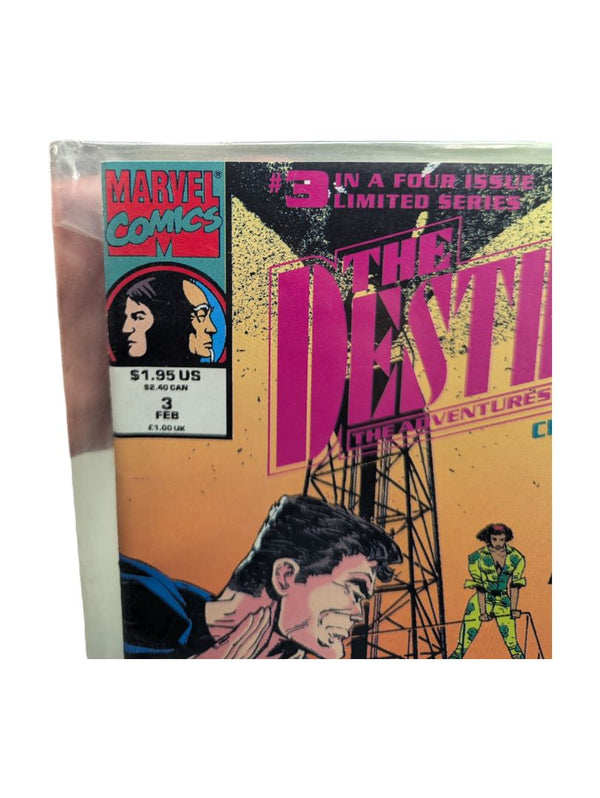 MARVEL®
COMICS
M
$1.95 US
$2.40 CAN
3
FEB
£1.00 UK
#3 IN A FOUR ISSUE
LIMITED SERIES
THE
THE ADVENTURES